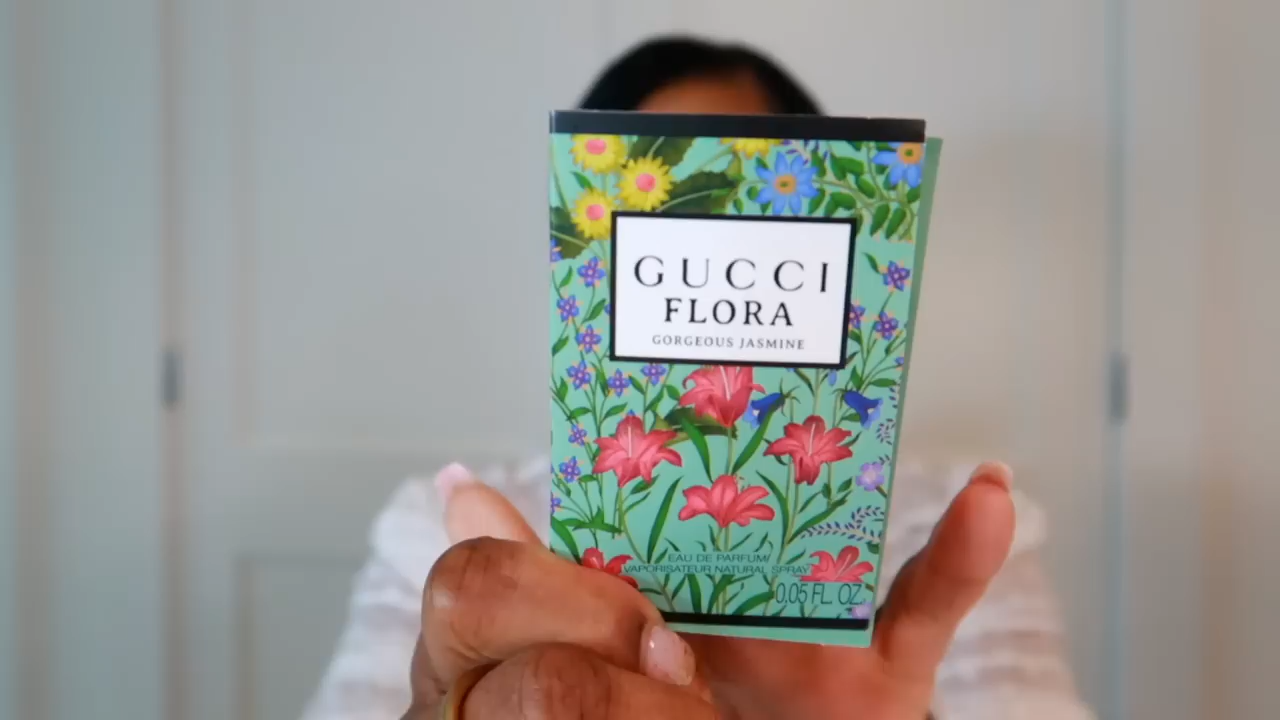 GUCCI
FLORA
GORGEOUS JASMINE
EAU DE PARFUM/
VAPORISATEUR NATURAL SPRAY
0.05 FL. OZ.